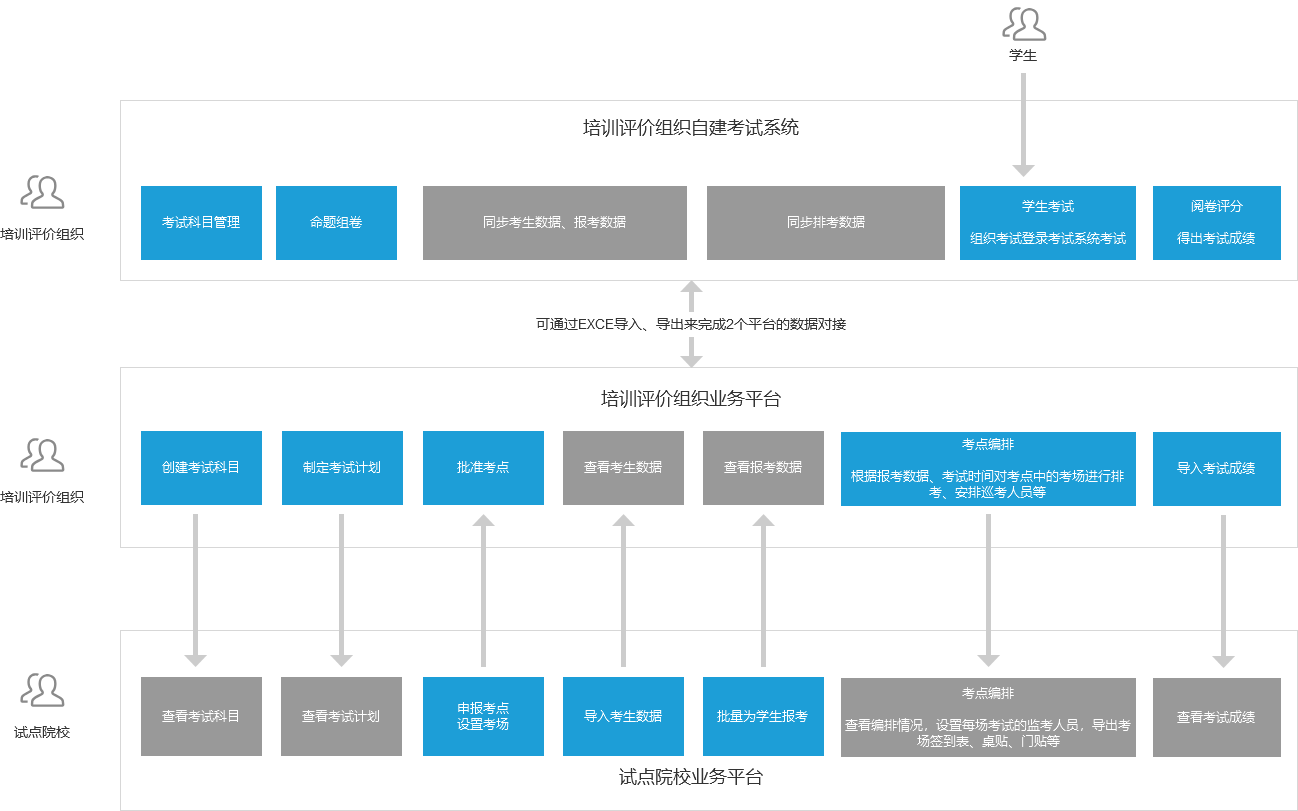 学生
培训评价组织自建考试系统
培训评价组织
考试科目管理
命题组卷
同步考生数据、报考数据
同步排考数据
学生考试
组织考试登录考试系统考试
阅卷评分
得出考试成绩
可通过EXCE导入、导出来完成2个平台的数据对接
培训评价组织业务平台
培训评价组织
创建考试科目
制定考试计划
批准考点
查看考生数据
查看报考数据
考点编排
根据报考数据、考试时间对考点中的考场进行排
考、安排巡考人员等
导入考试成绩
试点院校
查看考试科目
查看考试计划
申报考点
设置考场
导入考生数据
批量为学生报考
考点编排
查看编排情况，设置每场考试的监考人员，导出考
场签到表、桌贴、门贴等
查看考试成绩
试点院校业务平台